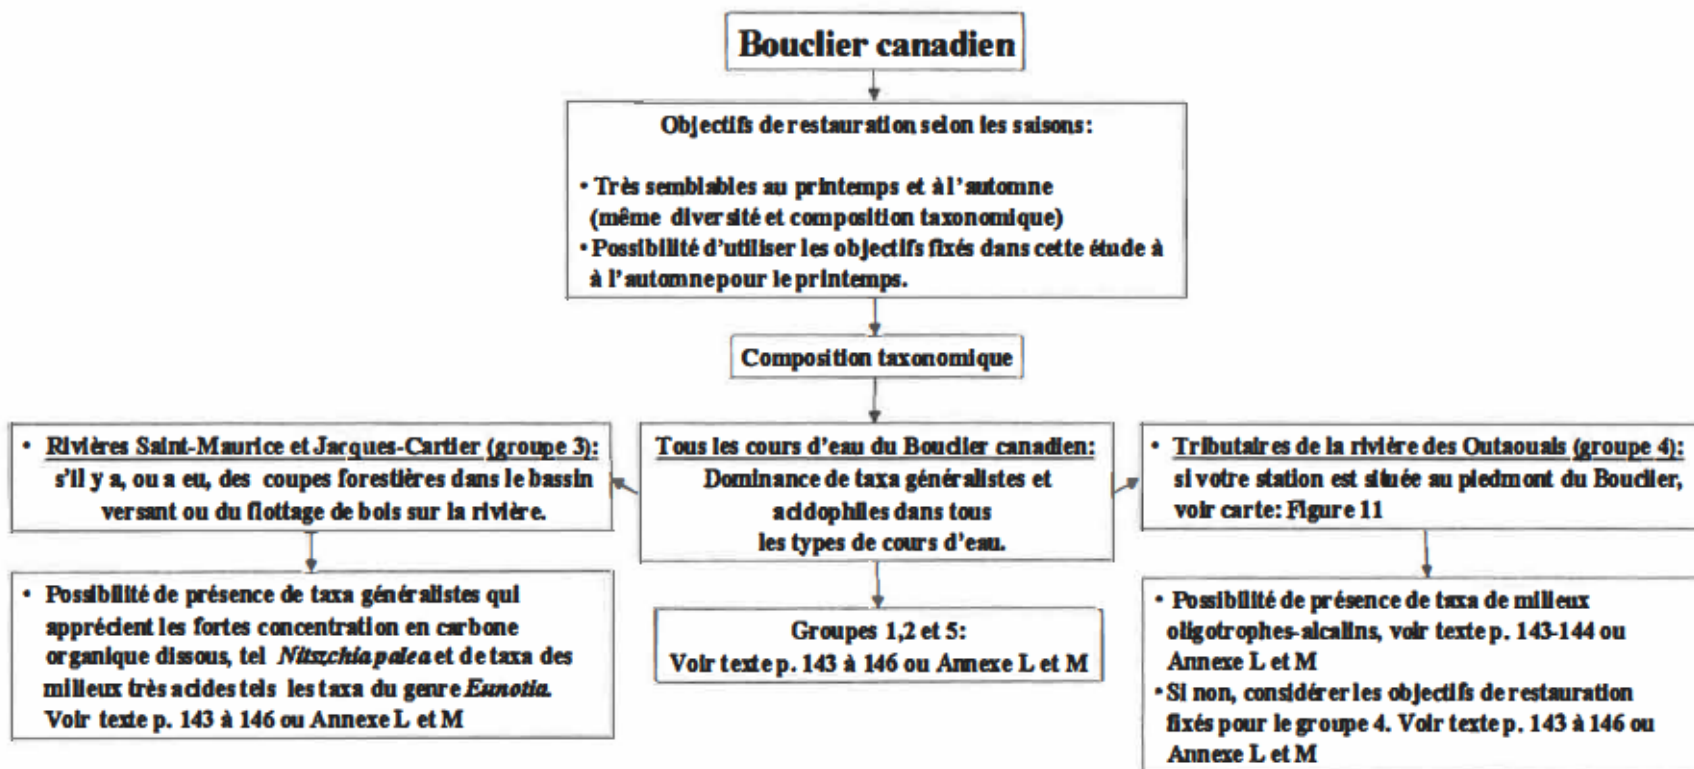 Bouclier canadien
Objectifs de restauration selon les saisons:
• Très semblables au printemps et à l'automne
(même diversité et composition taxonomique)
• Possibilité d'utiliser les objectifs fixés dans cette étude à
à l'automne pour le printemps.
Composition taxonomique
• Rivières Saint-Maurice et Jacques-Cartier (groupe 3):
s'il y a, ou a eu, des coupes forestières dans le bassin
versant ou du flottage de bois sur la rivière.
• Possibilité de présence de taxa généralistes qui
apprécient les fortes concentration en carbone
organique dissous, tel Nitszchia palea et de taxa des
milieux très acides tels les taxa du genre Eunotia.
Voir texte p. 143 à 146 ou Annexe L et M
Tous les cours d'eau du Bouclier canadien:
Dominance de taxa généralistes et
acidophiles dans tous
les types de cours d'eau.
Groupes 1,2 et 5:
Voir texte p. 143 à 146 ou Annexe L et M
• Tributaires de la rivière des Outaouais (groupe 4):
si votre station est située au piedmont du Bouclier,
voir carte: Figure 11
• Possibilité de présence de taxa de milieux
oligotrophes-alcalins, voir texte p. 143-144 ou
Annexe L et M
• Si non, considérer les objectifs de restauration
fixés pour le groupe 4. Voir texte p. 143 à 146 ou
Annexe L et M